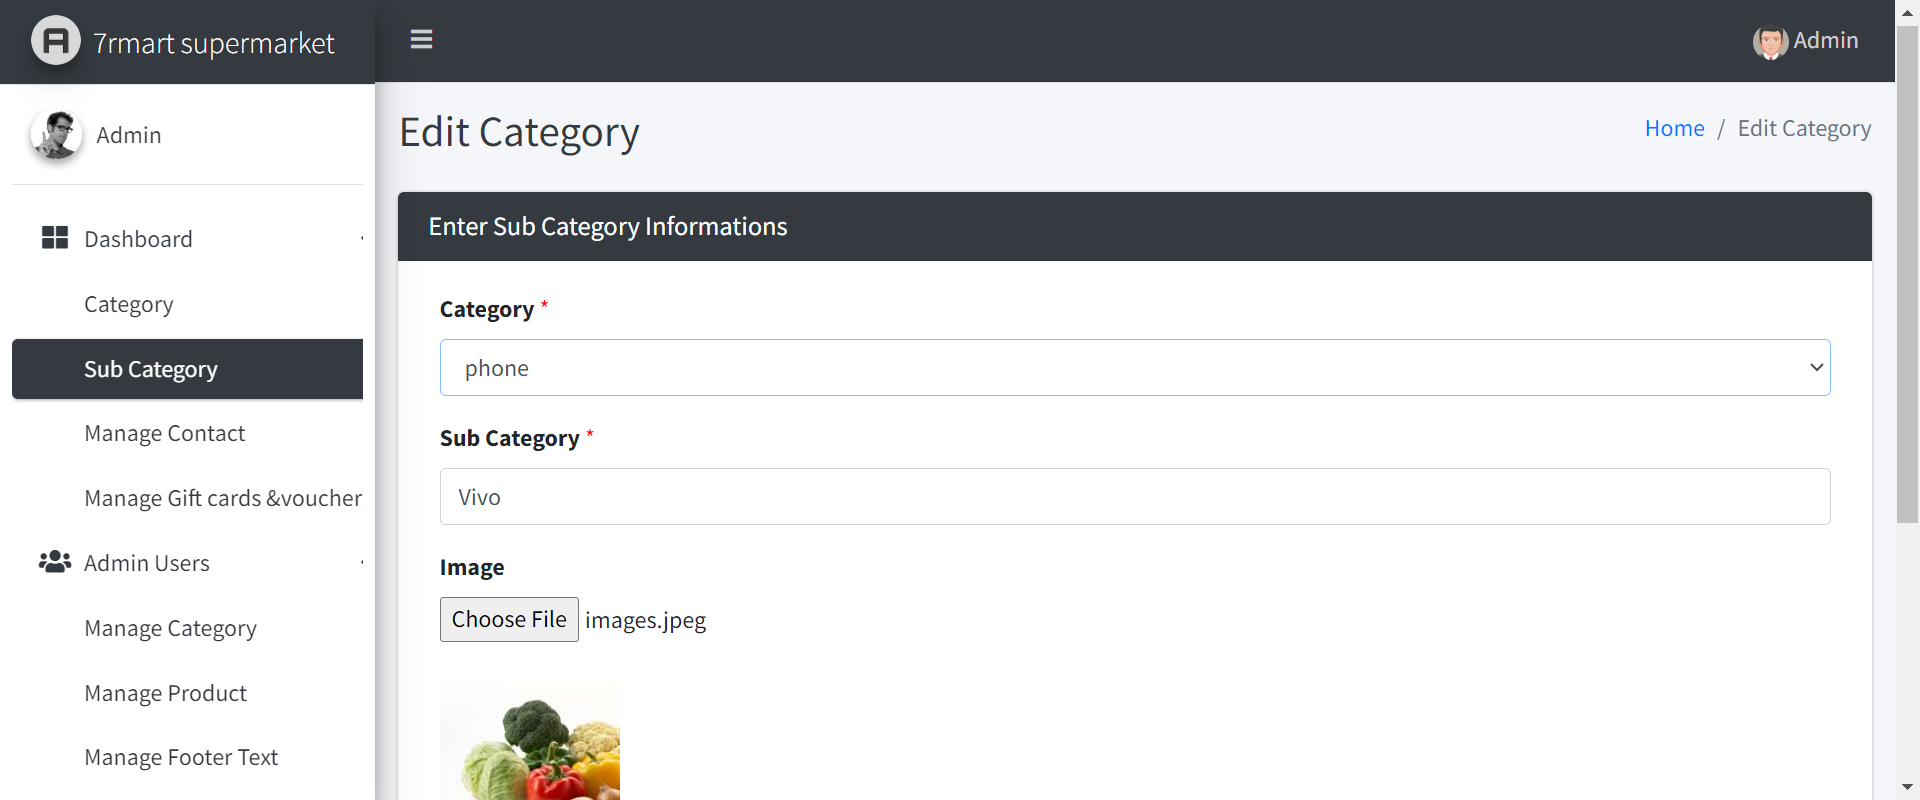 7rmart supermarket
Admin
Admin
Dashboard
Category
Sub Category
Manage Contact
Manage Gift cards &voucher
Admin Users
Manage Category
Manage Product
Manage Footer Text
Edit Category
Home / Edit Category
Enter Sub Category Informations
Category *
phone
Sub Category *
Vivo
Image
Choose File images.jpeg